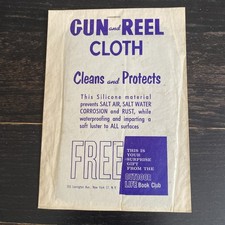 GUN and REEL
CLOTH
Cleans and Protects
This Silicone material
prevents SALT AIR, SALT WATER
CORROSION and RUST, while
waterproofing and imparting a
soft luster to ALL surfaces
FREE
THIS IS
YOUR
SURPRISE
GIFT
FROM THE
OUTDOOR
LIFE Book Club
Lexington Ave., New York